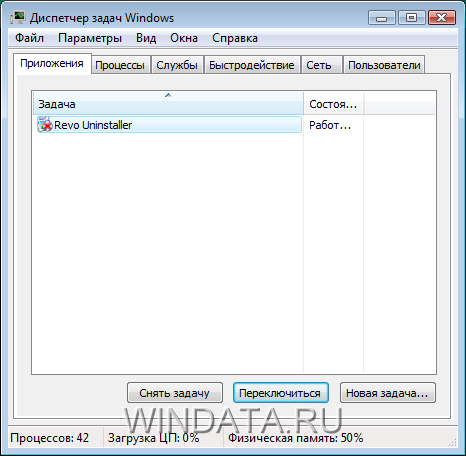 Диспетчер задач Windows
Файл Параметры Вид Окна Справка
Приложения Процессы Службы Быстродействие Сеть Пользователи
Задача Состоя...
Revo Uninstaller Работ...
Снять задачу Переключиться Новая задача...
WINDATA.RU
Процессов: 42 Загрузка ЦП: 0% Физическая память: 50%